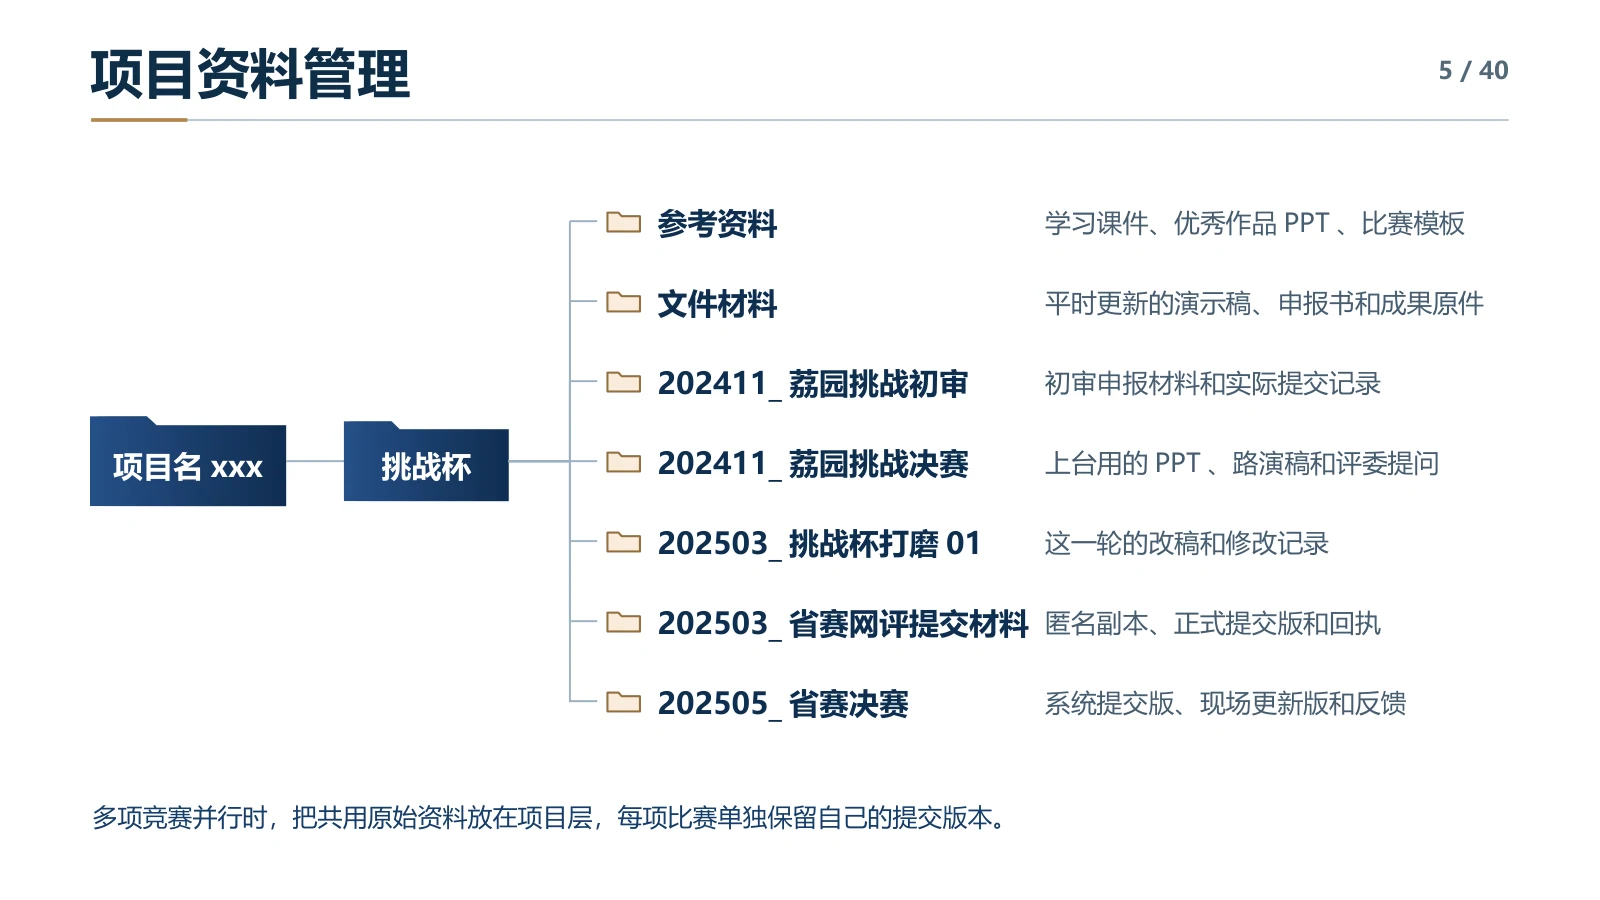 项目资料管理
5 / 40
参考资料 学习课件、优秀作品 PPT 、比赛模板
文件材料 平时更新的演示稿、申报书和成果原件
202411_ 荔园挑战初审 初审申报材料和实际提交记录
项目名 xxx 挑战杯 202411_ 荔园挑战决赛 上台用的 PPT 、路演稿和评委提问
202503_ 挑战杯打磨 01 这一轮的改稿和修改记录
202503_ 省赛网评提交材料 匿名副本、正式提交版和回执
202505_ 省赛决赛 系统提交版、现场更新版和反馈
多项竞赛并行时，把共用原始资料放在项目层，每项比赛单独保留自己的提交版本。